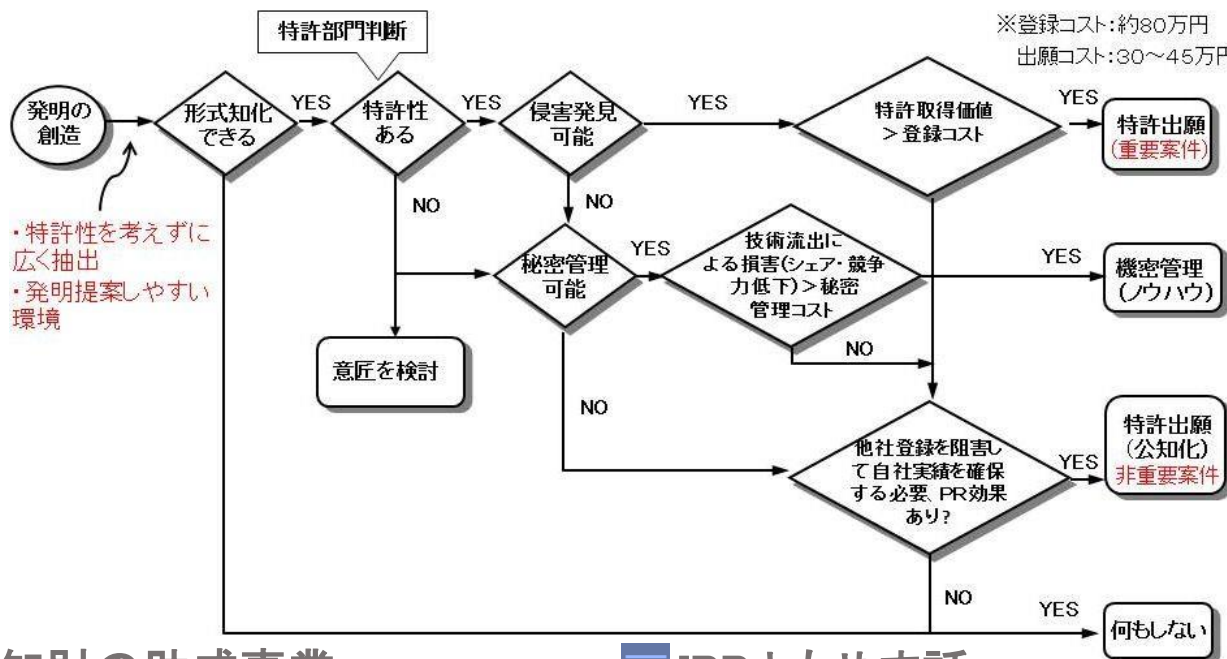 特許部門判断
※登録コスト:約80万円
出願コスト:30～45万円
発明の
創造
形式知化
できる
YES
特許性
ある
YES
侵害発見
可能
YES
特許取得価値
＞登録コスト
YES
特許出願
(重要案件)
・特許性を考えずに
広く抽出
・発明提案しやすい
環境
NO
NO
秘密管理
可能
YES
技術流出に
よる損害(シェア・競争
力低下)＞秘密
管理コスト
YES
機密管理
(ノウハウ)
意匠を検討
NO
NO
他社登録を阻害し
て自社実績を確保
する必要、PR効果
あり?
YES
特許出願
(公知化)
非重要案件
NO
YES
何もしない